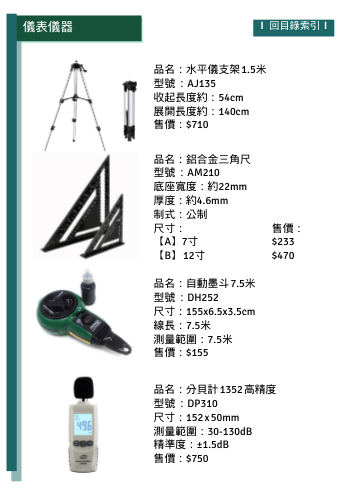 儀表儀器
回目錄索引
品名：水平儀支架1.5米
型號：AJ135
收起長度約：54cm
展開長度約：140cm
售價：$710
品名：鋁合金三角尺
型號：AM210
底座寬度：約22mm
厚度：約4.6mm
制式：公制
尺寸： 售價：
【A】7寸 $233
【B】12寸 $470
品名：自動墨斗7.5米
型號：DH252
尺寸：155x6.5x3.5cm
線長：7.5米
測量範圍：7.5米
售價：$155
品名：分貝計1352高精度
型號：DP310
尺寸：152x50mm
測量範圍：30-130dB
精準度：±1.5dB
售價：$750
49.6